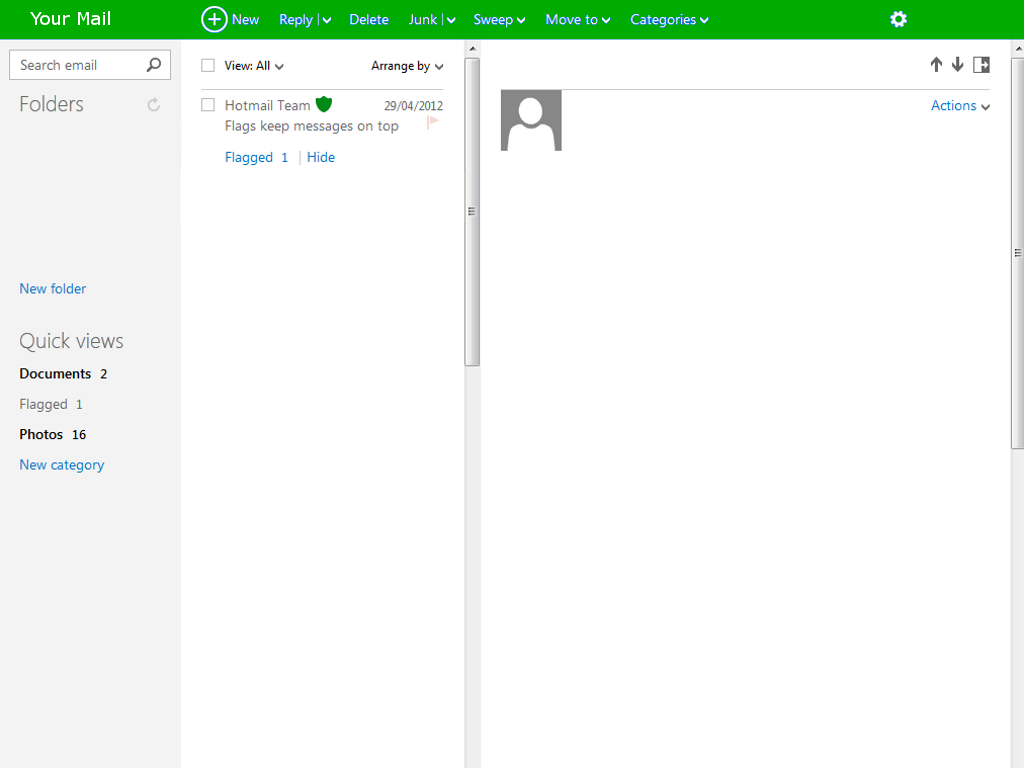 Your Mail
New Reply Delete Junk Sweep Move to Categories
Search email
Folders
New folder
Quick views
Documents 2
Flagged 1
Photos 16
New category
View: All Arrange by
Hotmail Team 29/04/2012
Flags keep messages on top
Flagged 1 | Hide
Actions